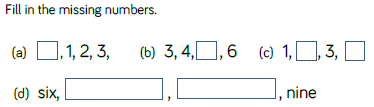 Fill in the missing numbers.
(a) ☐, 1, 2, 3, (b) 3, 4, ☐, 6 (c) 1, ☐, 3, ☐
(d) six, ☐, ☐, nine